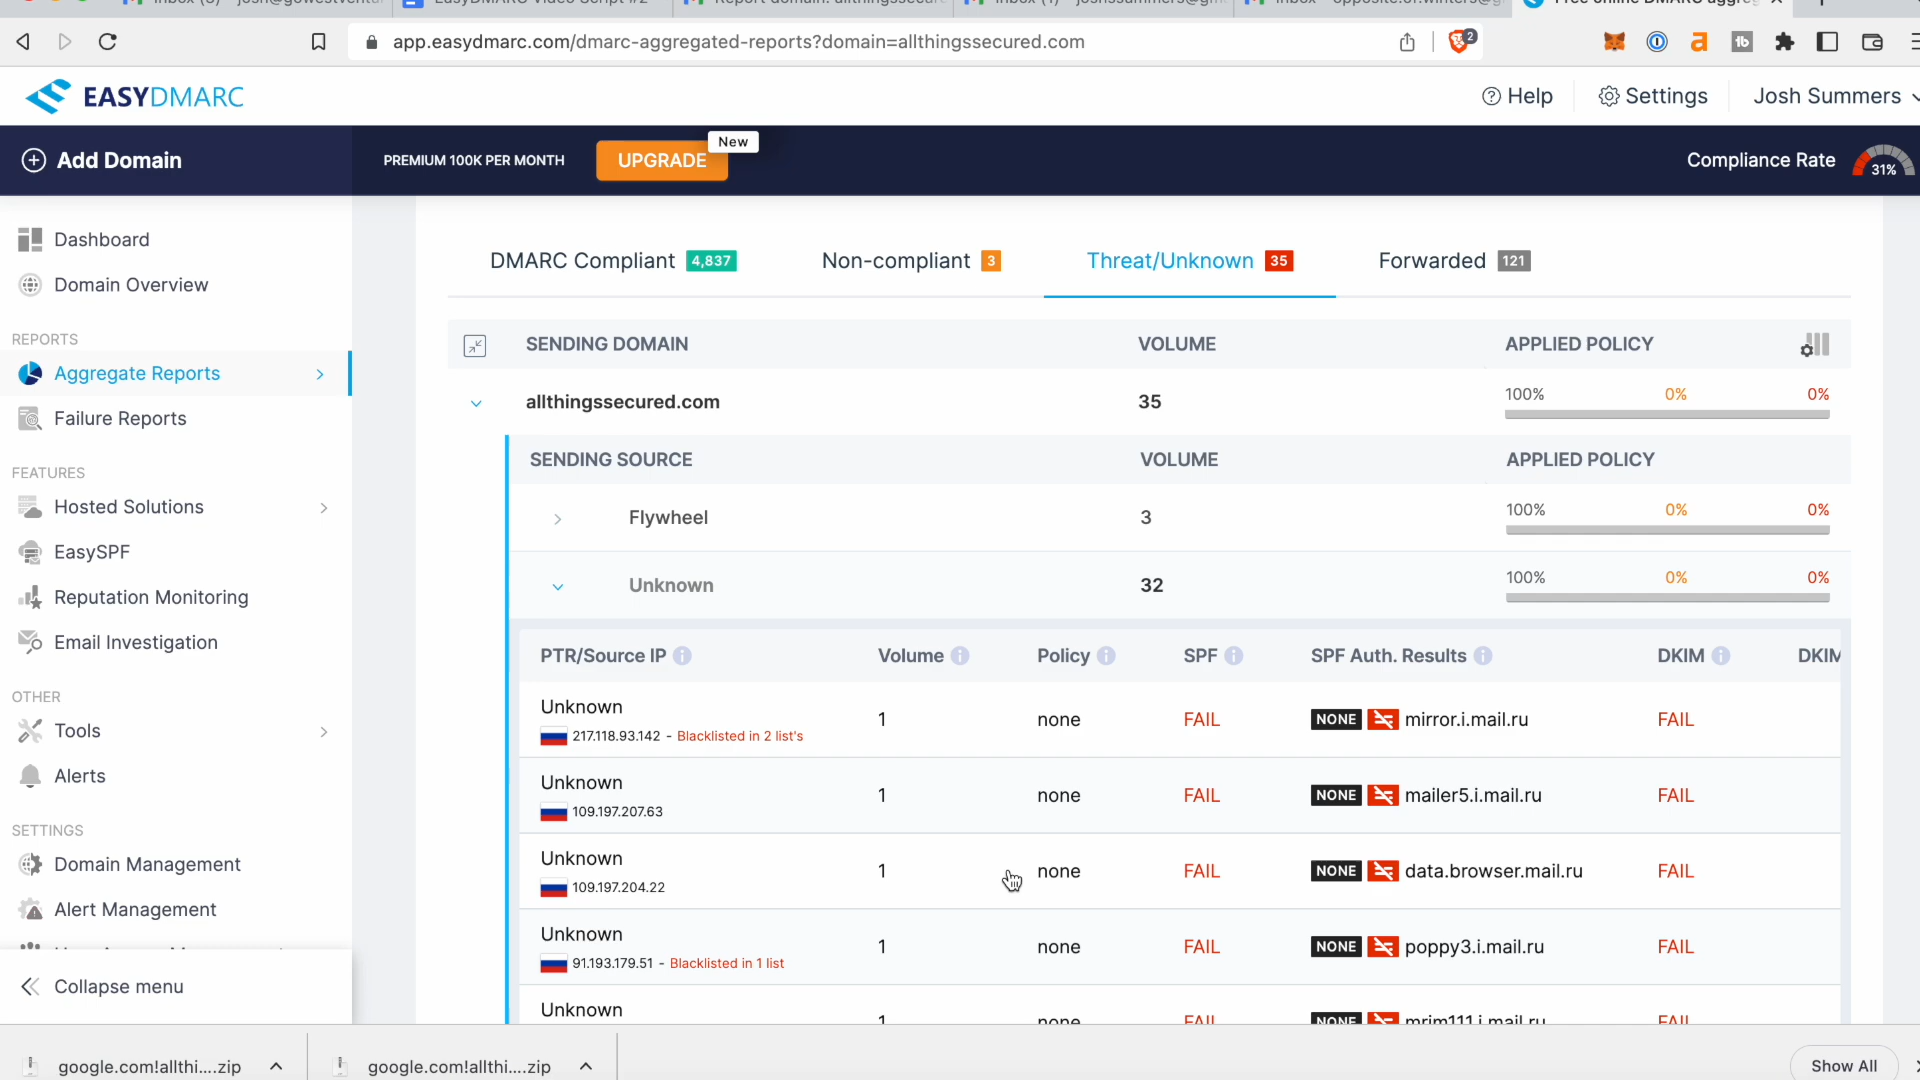 app.easydmarc.com/dmarc-aggregated-reports?domain=allthingssecured.com
2
EASYDMARC
Help
Settings
Josh Summers
Add Domain
PREMIUM 100K PER MONTH
UPGRADE
New
Compliance Rate
31%
Dashboard
Domain Overview
REPORTS
Aggregate Reports
Failure Reports
FEATURES
Hosted Solutions
EasySPF
Reputation Monitoring
Email Investigation
OTHER
Tools
Alerts
SETTINGS
Domain Management
Alert Management
Collapse menu
DMARC Compliant 4,837
Non-compliant 3
Threat/Unknown 35
Forwarded 121
SENDING DOMAIN VOLUME APPLIED POLICY
allthingssecured.com 35 100% 0% 0%
SENDING SOURCE VOLUME APPLIED POLICY
Flywheel 3 100% 0% 0%
Unknown 32 100% 0% 0%
PTR/Source IP Volume Policy SPF SPF Auth. Results DKIM DKIM
Unknown
217.118.93.142 - Blacklisted in 2 list's
1 none FAIL NONE mirror.i.mail.ru FAIL
Unknown
109.197.207.63
1 none FAIL NONE mailer5.i.mail.ru FAIL
Unknown
109.197.204.22
1 none FAIL NONE data.browser.mail.ru FAIL
Unknown
91.193.179.51 - Blacklisted in 1 list
1 none FAIL NONE poppy3.i.mail.ru FAIL
Unknown
1 none FAIL NONE mrim111.i.mail.ru FAIL
google.com!allthi....zip
google.com!allthi....zip
Show All